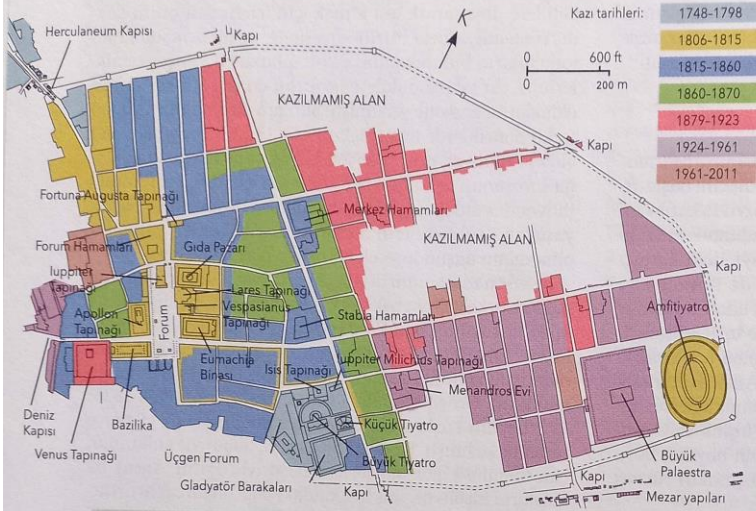 Herculaneum Kapısı
Kapı
K
Kazı tarihleri:
1748-1798
1806-1815
1815-1860
1860-1870
1879-1923
1924-1961
1961-2011
0 600 ft
0 200 m
KAZILMAMIŞ ALAN
Kapı
Fortuna Augusta Tapınağı
Merkez Hamamları
Forum Hamamları
Gıda Pazarı
KAZILMAMIŞ ALAN
Kapı
Iuppiter
Tapınağı
Lares Tapınağı
Vespasianus
Tapınağı
Apollon
Tapınağı
Forum
Stabia Hamamları
Amfitiyatro
Eumachia
Binası
Isis Tapınağı
Iuppiter Milichius Tapınağı
Menandros Evi
Deniz
Kapısı
Bazilika
Küçük Tiyatro
Venus Tapınağı
Üçgen Forum
Büyük Tiyatro
Büyük
Palaestra
Gladyatör Barakaları
Kapı
Kapı
Mezar yapıları